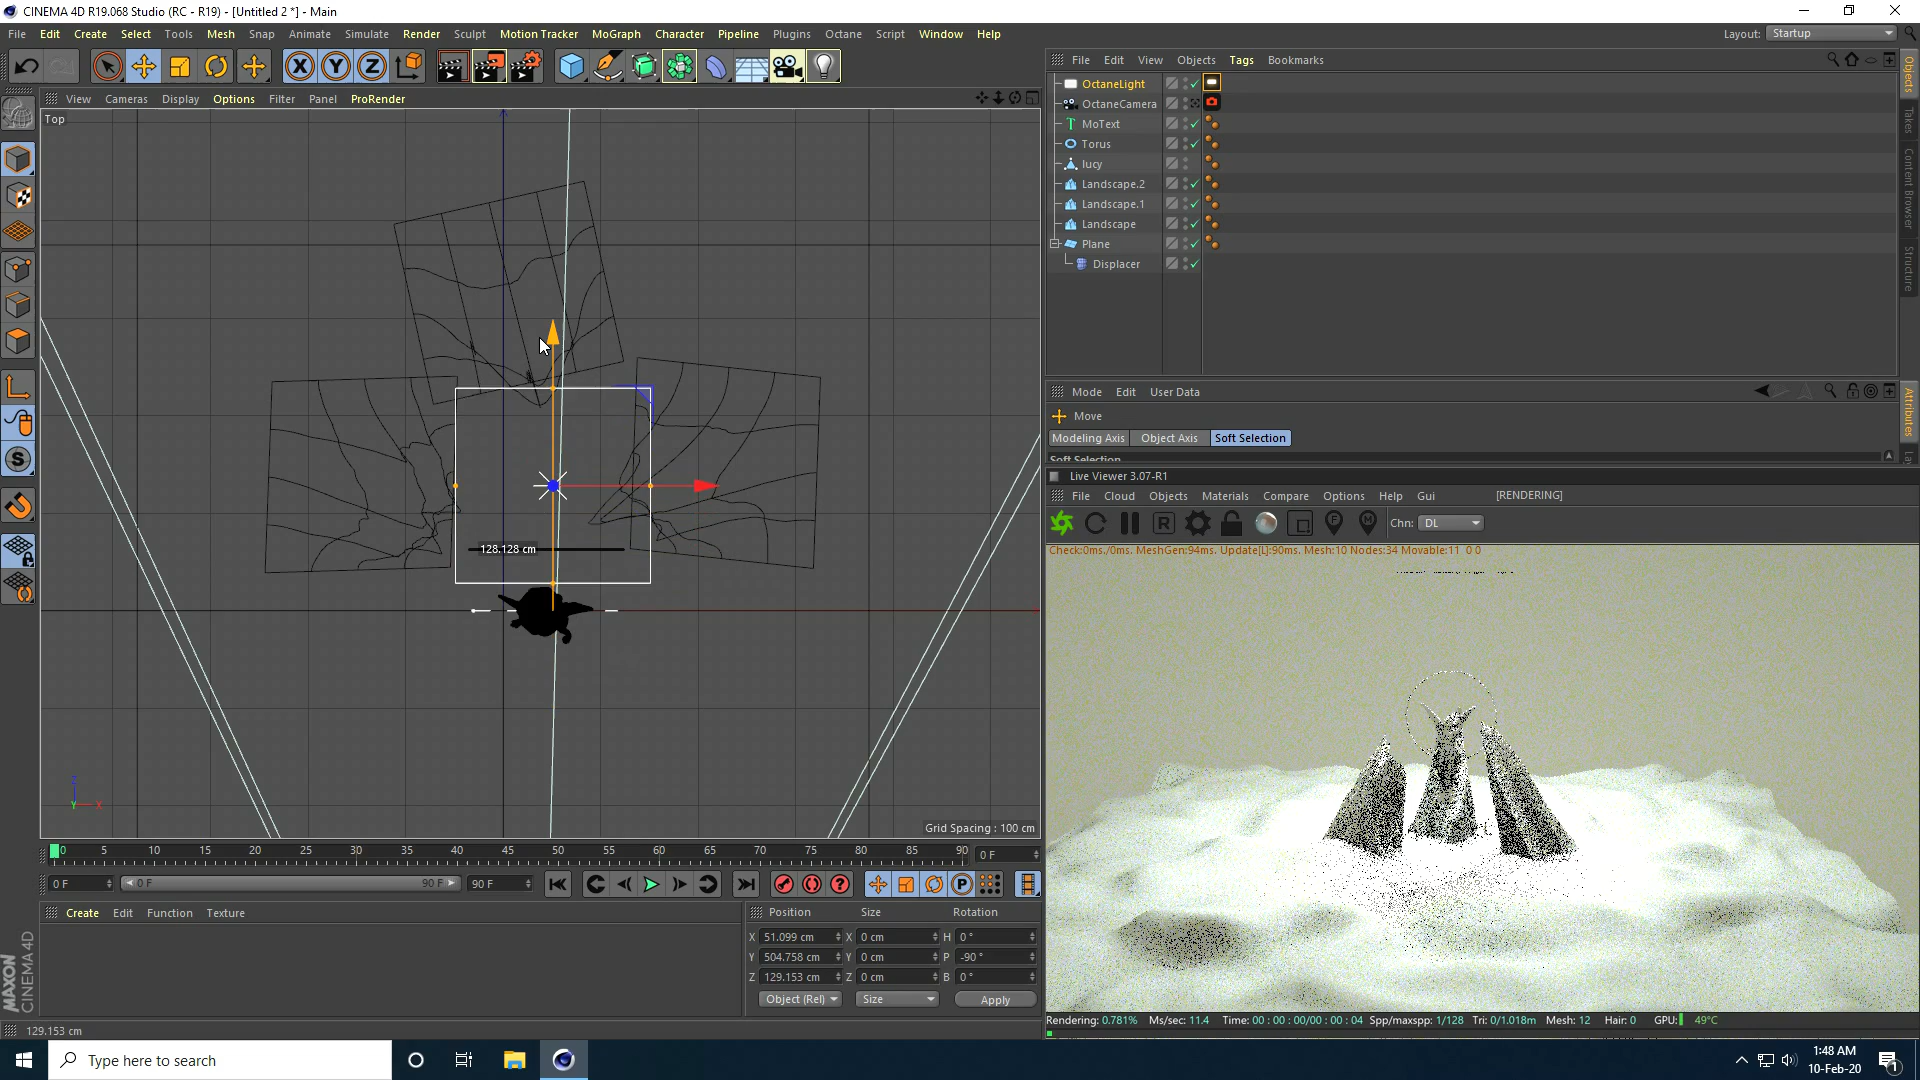 CINEMA 4D R19.068 Studio (RC - R19) - [Untitled 2 *] - Main
File Edit Create Select Tools Mesh Snap Animate Simulate Render Sculpt Motion Tracker MoGraph Character Pipeline Plugins Octane Script Window Help
Layout: Startup
View Cameras Display Options Filter Panel ProRender
Top
128.128 cm
Z
Y X
Grid Spacing : 100 cm
File Edit View Objects Tags Bookmarks
OctaneLight
OctaneCamera
MoText
Torus
lucy
Landscape.2
Landscape.1
Landscape
Plane
Displacer
Objects
Takes
Content Browser
Structure
Mode Edit User Data
Move
Modeling Axis Object Axis Soft Selection
Soft Selection
Attributes
Live Viewer 3.07-R1
File Cloud Objects Materials Compare Options Help Gui [RENDERING]
Chn: DL
Check:0ms./0ms. MeshGen:94ms. Update[L]:90ms. Mesh:10 Nodes:34 Movable:11 0 0
Rendering: 0.781% Ms/sec: 11.4 Time: 00 : 00 : 00/00 : 00 : 04 Spp/maxspp: 1/128 Tri: 0/1.018m Mesh: 12 Hair: 0 GPU: 49°C
0 5 10 15 20 25 30 35 40 45 50 55 60 65 70 75 80 85 90 0 F
0 F 0 F 90 F 90 F
Create Edit Function Texture
Position Size Rotation
X 51.099 cm X 0 cm H 0 °
Y 504.758 cm Y 0 cm P -90 °
Z 129.153 cm Z 0 cm B 0 °
Object (Rel) Size Apply
MAXON CINEMA 4D
129.153 cm
Type here to search
1:48 AM
10-Feb-20
1